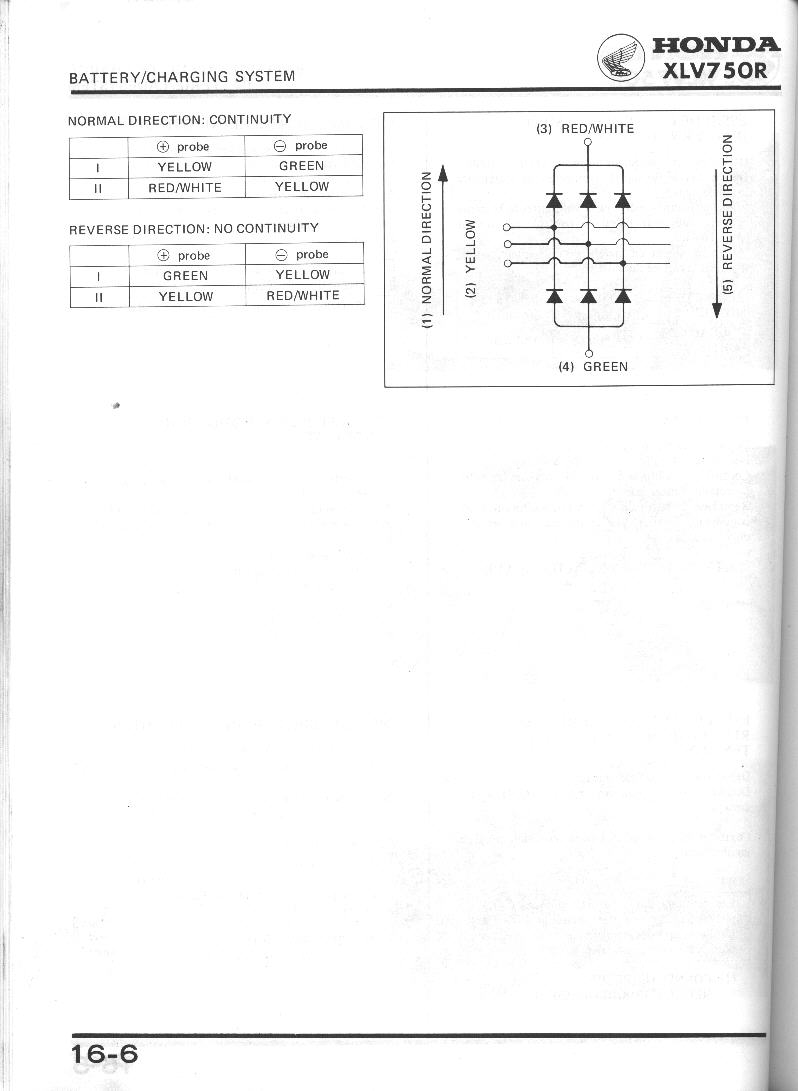 HONDA
BATTERY/CHARGING SYSTEM
XLV750R
NORMAL DIRECTION: CONTINUITY
⊕ probe ⊖ probe
I YELLOW GREEN
II RED/WHITE YELLOW
REVERSE DIRECTION: NO CONTINUITY
⊕ probe ⊖ probe
I GREEN YELLOW
II YELLOW RED/WHITE
(3) RED/WHITE
(1) NORMAL DIRECTION
(2) YELLOW
(5) REVERSE DIRECTION
(4) GREEN
16-6